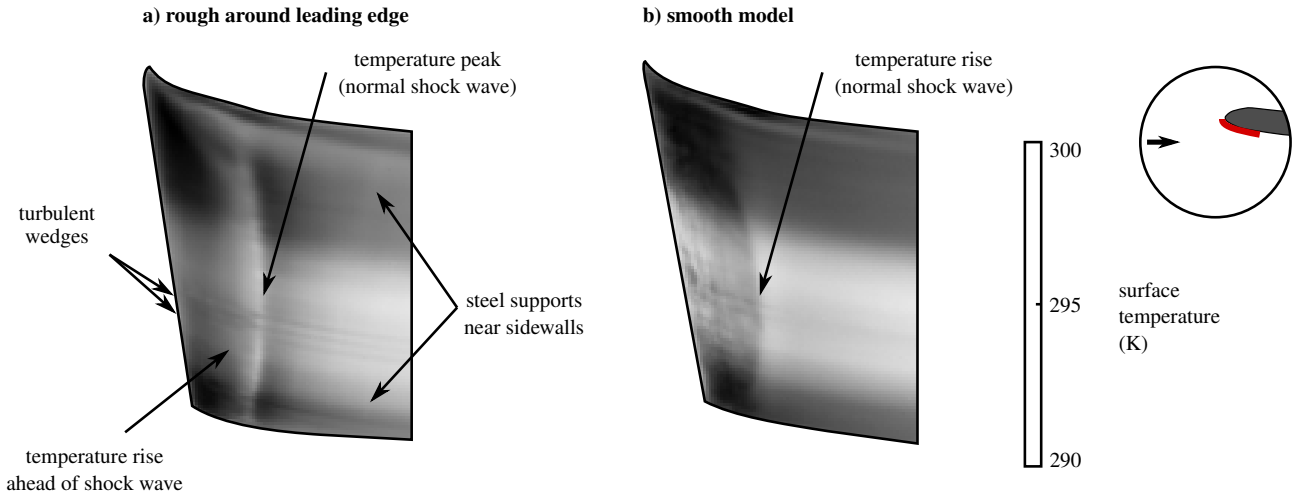 a) rough around leading edge
temperature peak
(normal shock wave)
turbulent
wedges
steel supports
near sidewalls
temperature rise
ahead of shock wave
b) smooth model
temperature rise
(normal shock wave)
300
295
290
surface
temperature
(K)